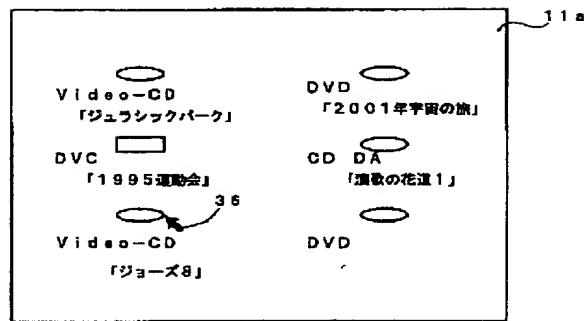 11a
Video-CD
「ジュラシックパーク」
DVD
「2001年宇宙の旅」
DVC
「1995運動会」
CD DA
「演歌の花道1」
36
Video-CD
「ジョーズ8」
DVD